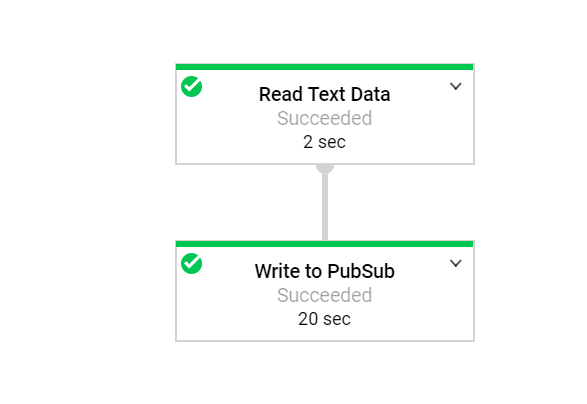 Read Text Data
Succeeded
2 sec
Write to PubSub
Succeeded
20 sec